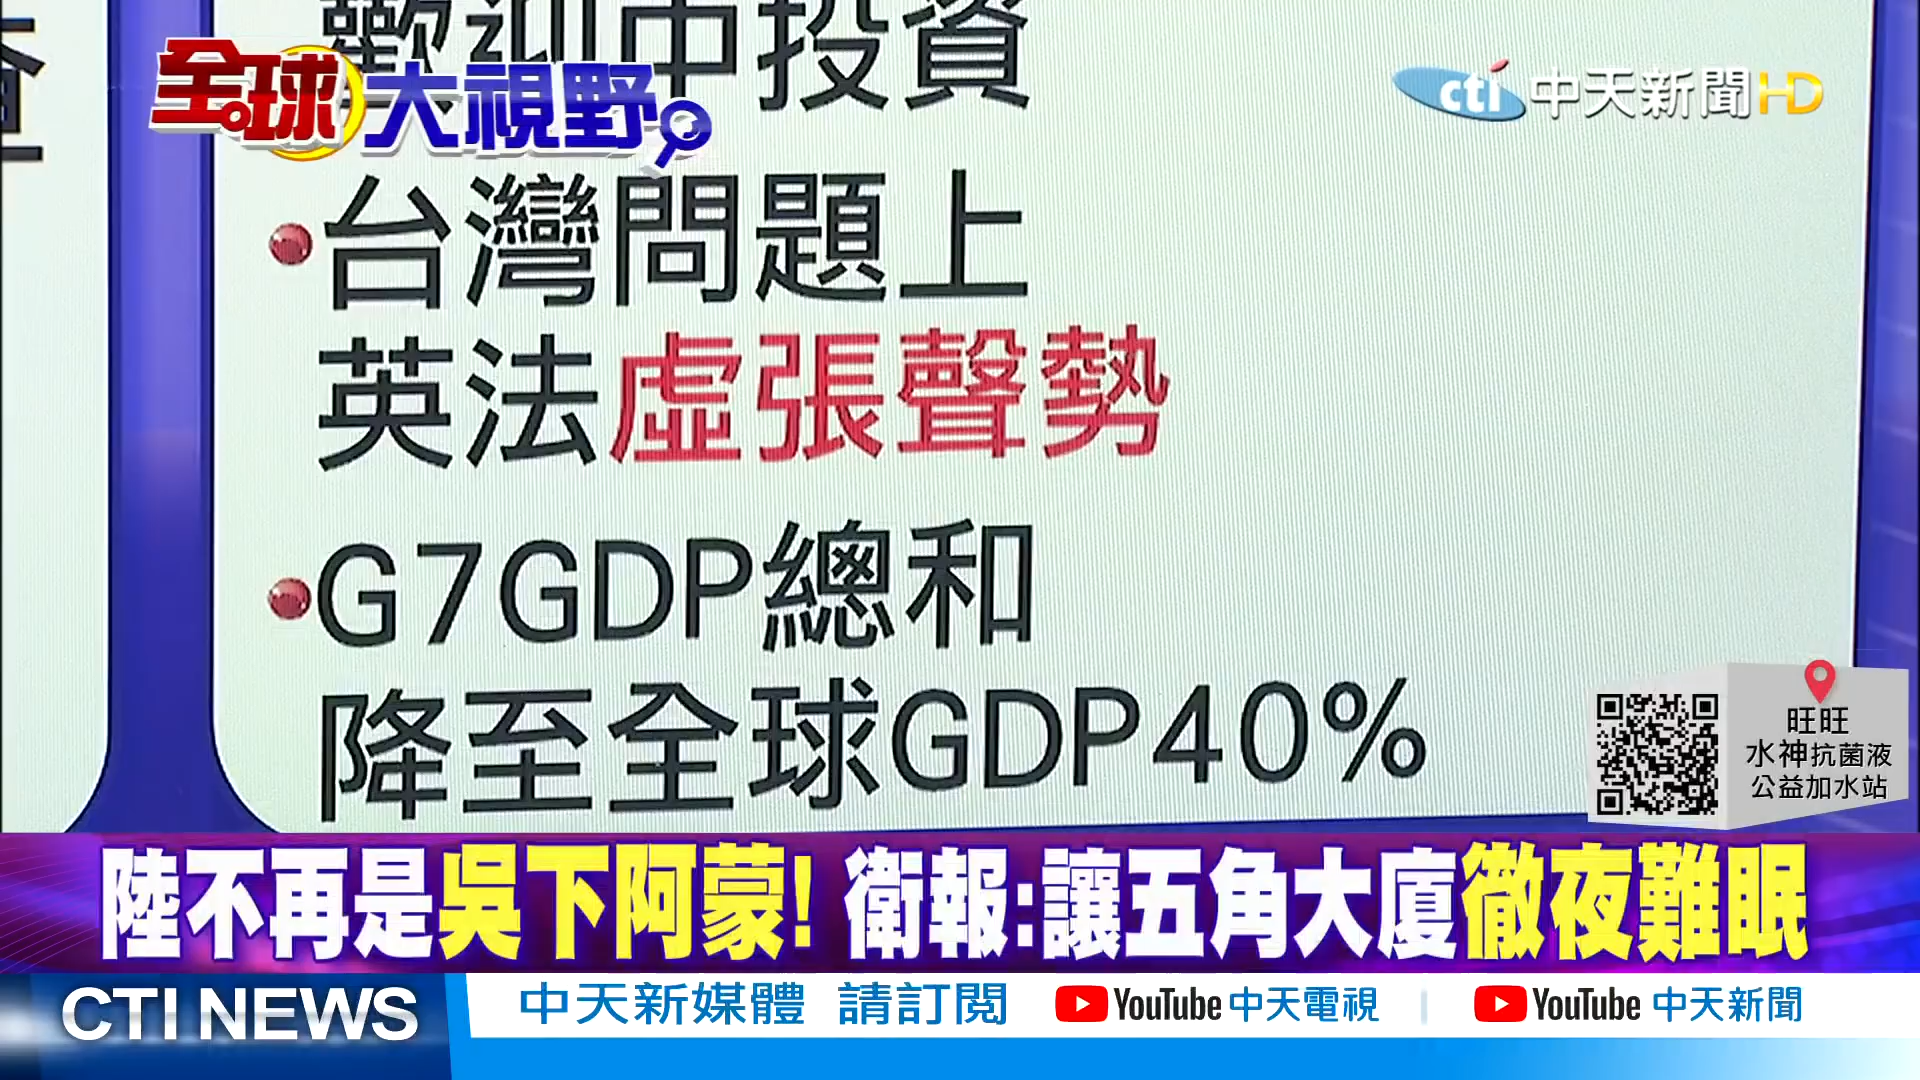 歡迎中投資
全球大視野
cti中天新聞HD
台灣問題上
英法虛張聲勢
G7GDP總和
降至全球GDP40%
旺旺
水神抗菌液
公益加水站
陸不再是吳下阿蒙! 衛報:讓五角大廈徹夜難眠
CTI NEWS
中天新媒體 請訂閱 YouTube 中天電視 | YouTube 中天新聞